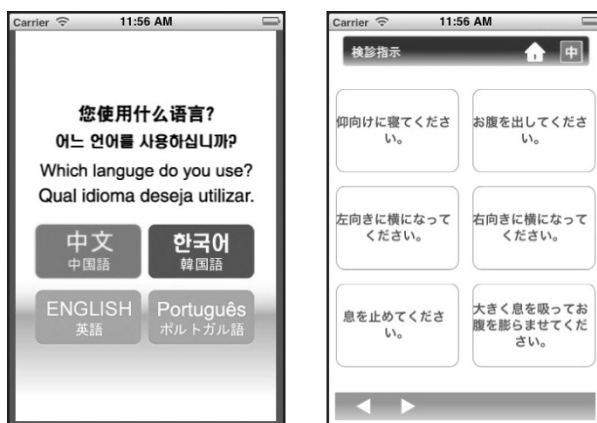 Carrier 11:56 AM
您使用什么语言?
어느 언어를 사용하십니까?
Which languge do you use?
Qual idioma deseja utilizar.
中文
中国語
한국어
韓国語
ENGLISH
英語
Português
ポルトガル語
Carrier 11:56 AM
検診指示
中
仰向けに寝てくださ
い。
お腹を出してくださ
い。
左向きに横になって
ください。
右向きに横になって
ください。
息を止めてくださ
い。
大きく息を吸ってお
腹を膨らませてくだ
さい。